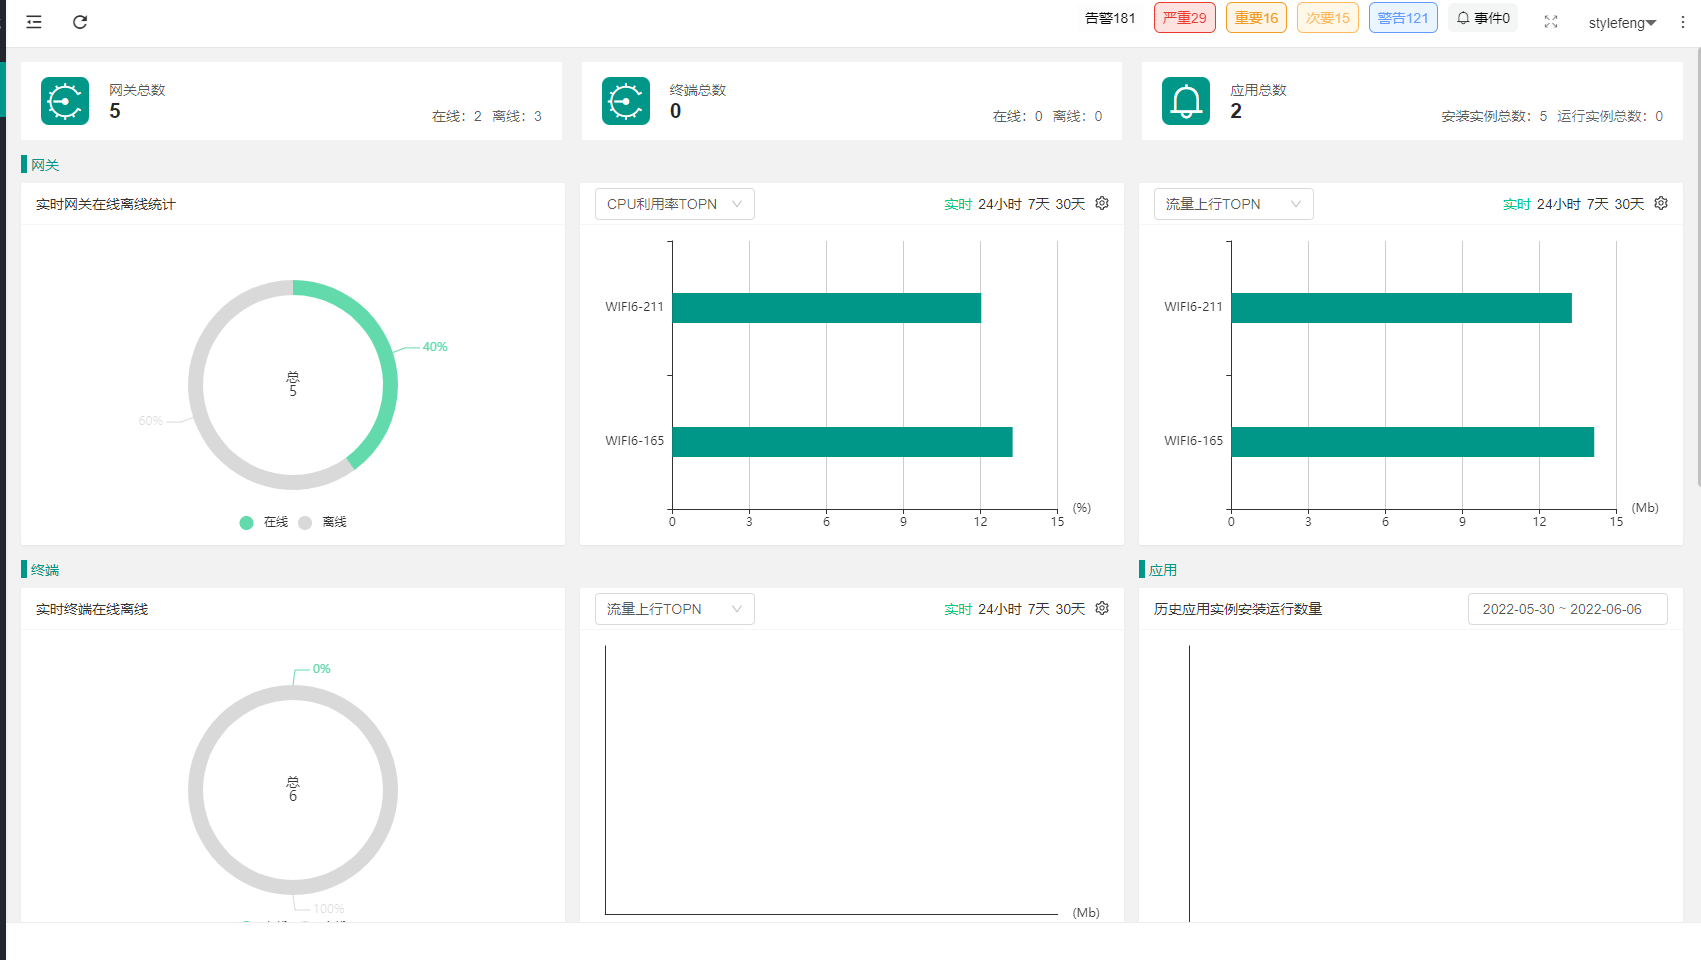 告警181 严重29 重要16 次要15 警告121 事件0 stylefeng
网关总数
5
在线：2 离线：3
终端总数
0
在线：0 离线：0
应用总数
2
安装实例总数：5 运行实例总数：0
网关
实时网关在线离线统计
40%
60%
总
5
在线 离线
CPU利用率TOPN
实时 24小时 7天 30天
WIFI6-211
WIFI6-165
(%)
0 3 6 9 12 15
流量上行TOPN
实时 24小时 7天 30天
WIFI6-211
WIFI6-165
(Mb)
0 3 6 9 12 15
终端
实时终端在线离线
0%
总
6
100%
流量上行TOPN
实时 24小时 7天 30天
(Mb)
应用
历史应用实例安装运行数量
2022-05-30 ~ 2022-06-06